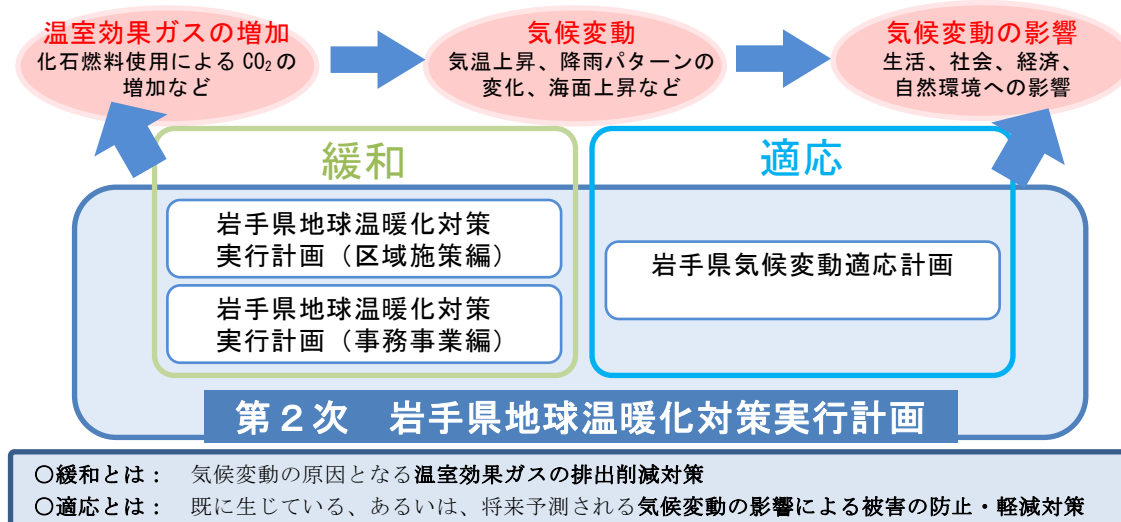 温室効果ガスの増加
化石燃料使用による CO₂の
増加など
気候変動
気温上昇、降雨パターンの
変化、海面上昇など
気候変動の影響
生活、社会、経済、
自然環境への影響
緩和
岩手県地球温暖化対策
実行計画（区域施策編）
岩手県地球温暖化対策
実行計画（事務事業編）
適応
岩手県気候変動適応計画
第２次　岩手県地球温暖化対策実行計画
〇緩和とは：　気候変動の原因となる温室効果ガスの排出削減対策
〇適応とは：　既に生じている、あるいは、将来予測される気候変動の影響による被害の防止・軽減対策